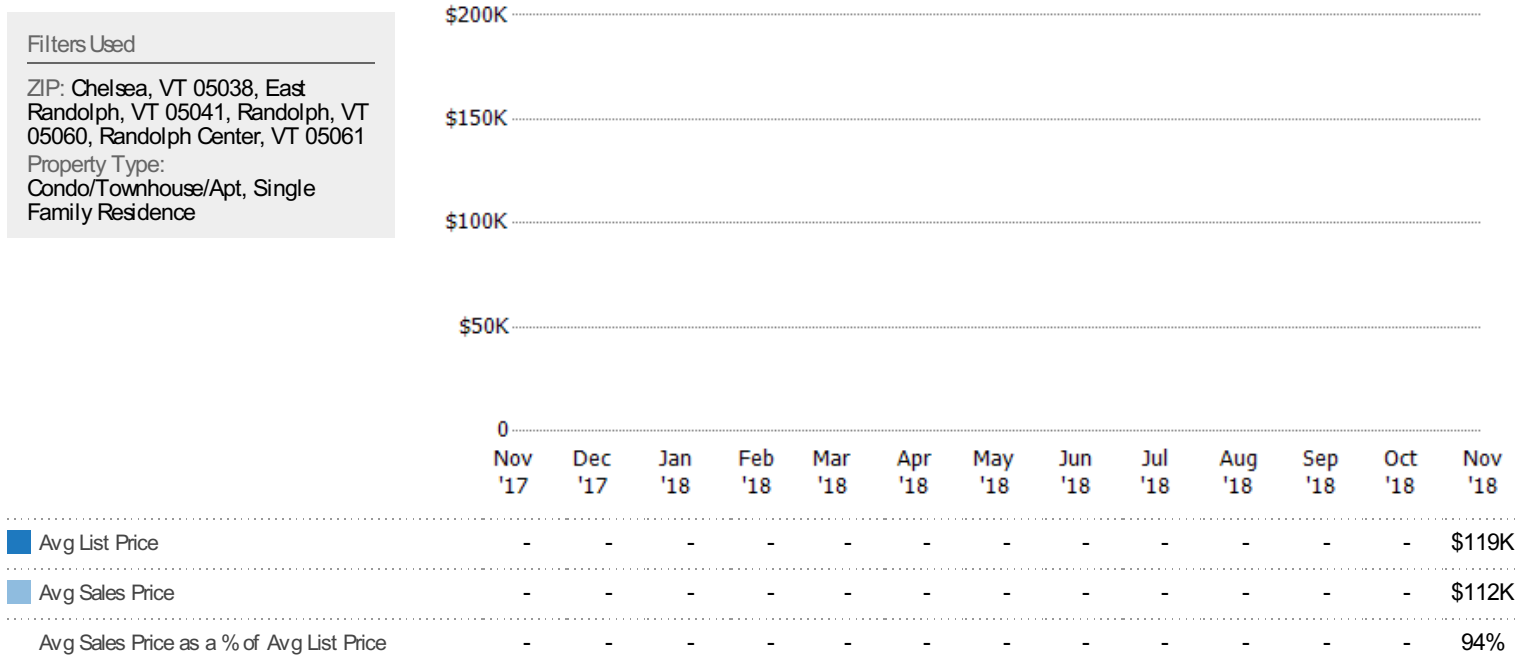 Filters Used
ZIP: Chelsea, VT 05038, East
Randolph, VT 05041, Randolph, VT
05060, Randolph Center, VT 05061
Property Type:
Condo/Townhouse/Apt, Single
Family Residence
$200K
$150K
$100K
$50K
0
Nov Dec Jan Feb Mar Apr May Jun Jul Aug Sep Oct Nov
'17 '17 '18 '18 '18 '18 '18 '18 '18 '18 '18 '18 '18
Avg List Price - - - - - - - - - - - - $119K
Avg Sales Price - - - - - - - - - - - - $112K
Avg Sales Price as a % of Avg List Price - - - - - - - - - - - - 94%